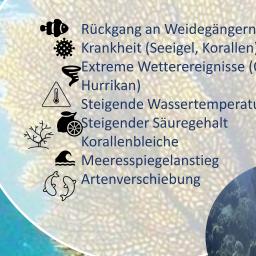 Rückgang an Weidegängern
Krankheit (Seeigel, Korallen)
Extreme Wetterereignisse (
Hurrikan)
Steigende Wassertemperatu
Steigender Säuregehalt
Korallenbleiche
Meeresspiegelanstieg
Artenverschiebung